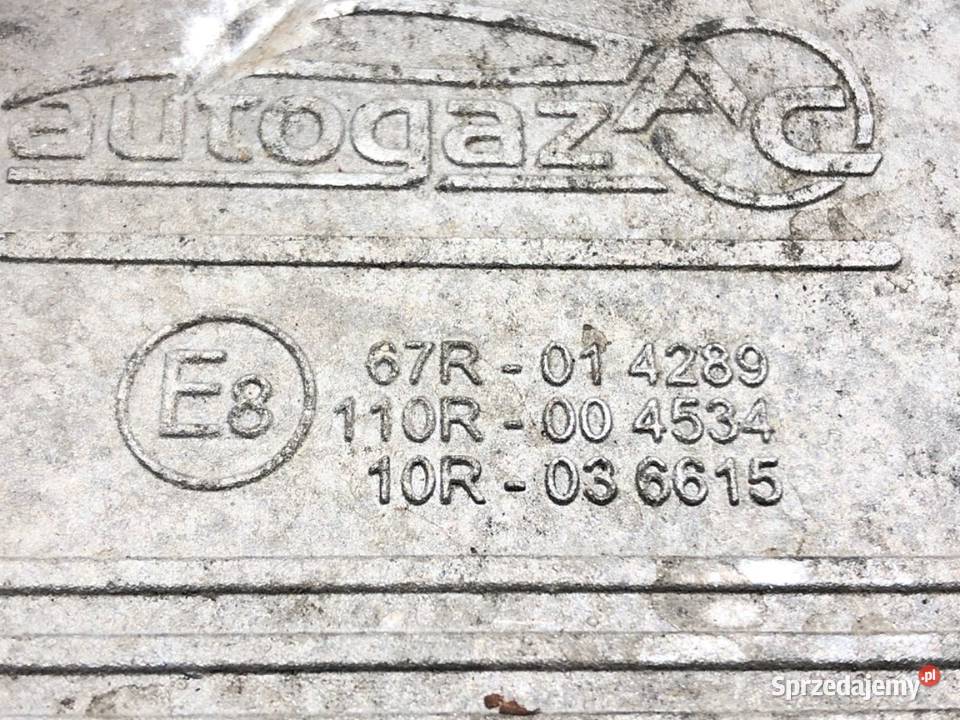 autogaz AC
E8
67R - 01 4289
110R - 00 4534
10R - 03 6615
Sprzedajemy.pl